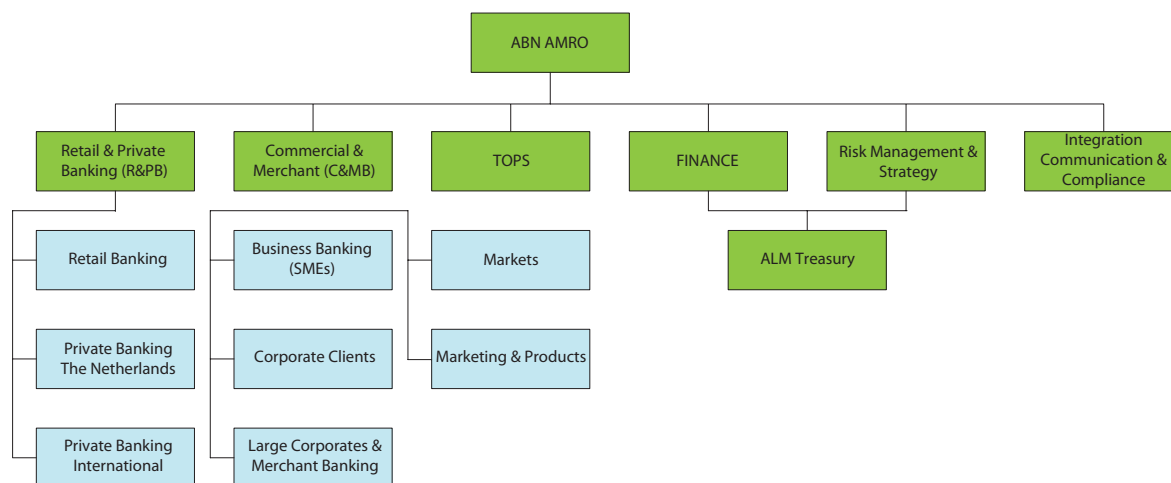 ABN AMRO
Retail & Private
Banking (R&PB)
Commercial &
Merchant (C&MB)
TOPS
FINANCE
Risk Management &
Strategy
Integration
Communication &
Compliance
Retail Banking
Business Banking
(SMEs)
Markets
ALM Treasury
Private Banking
The Netherlands
Corporate Clients
Marketing & Products
Private Banking
International
Large Corporates &
Merchant Banking